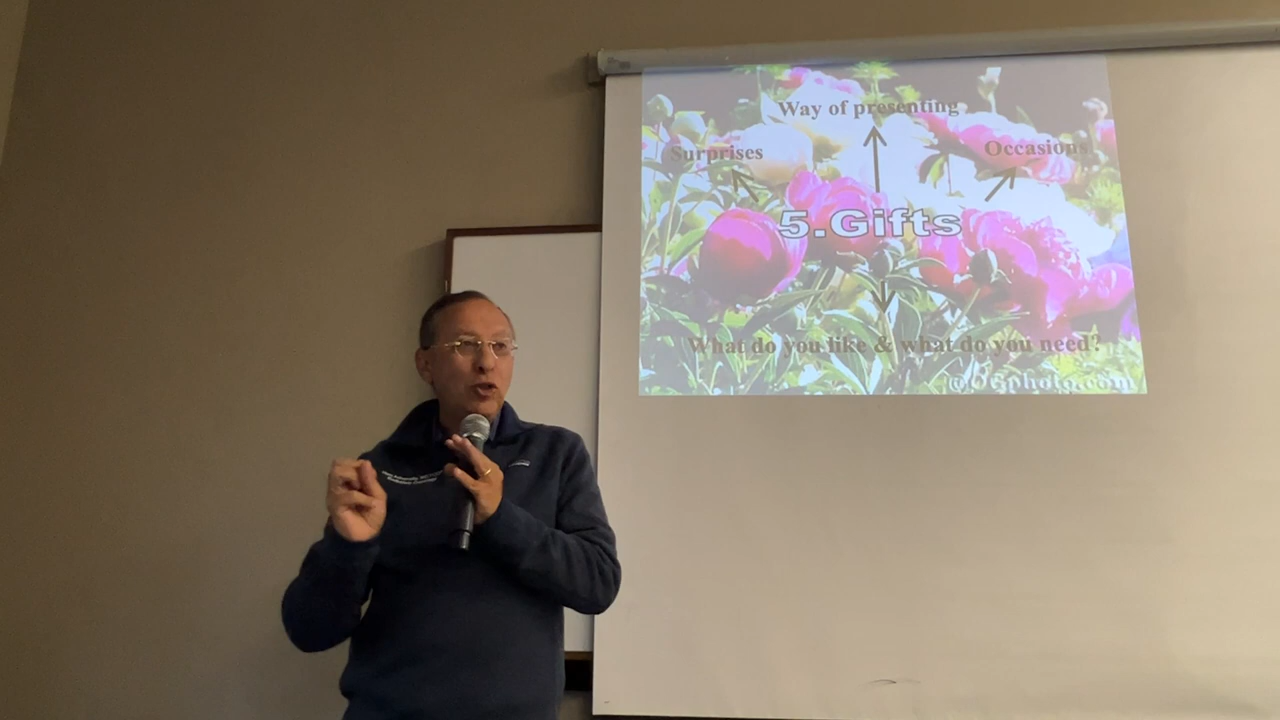 Way of presenting
Surprises
Occasions
5.Gifts
What do you like & what do you need?
@OGphoto.com